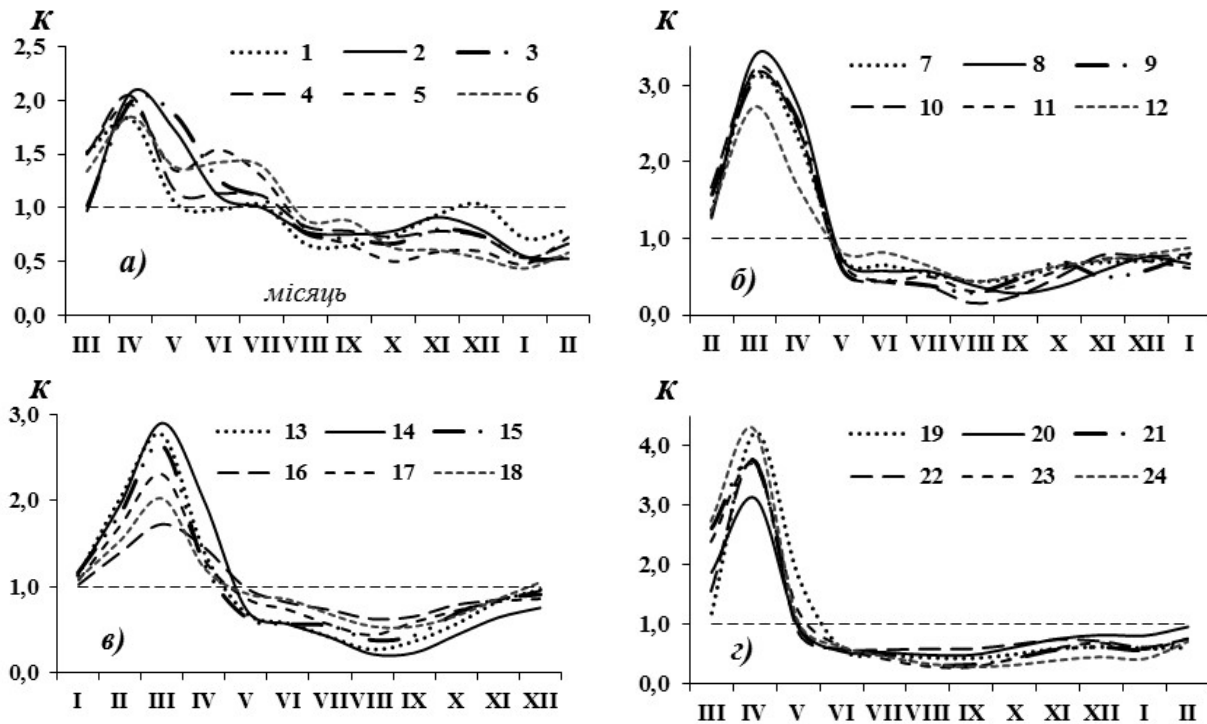 K
2,5
2,0
1,5
1,0
0,5
0,0
1 2 3
4 5 6
а)
місяць
III IV V VI VII VIII IX X XI XII I II
K
3,0
2,0
1,0
0,0
7 8 9
10 11 12
б)
II III IV V VI VII VIII IX X XI XII I
K
3,0
2,0
1,0
0,0
13 14 15
16 17 18
в)
I II III IV V VI VII VIII IX X XI XII
K
4,0
3,0
2,0
1,0
0,0
19 20 21
22 23 24
г)
III IV V VI VII VIII IX X XI XII I II